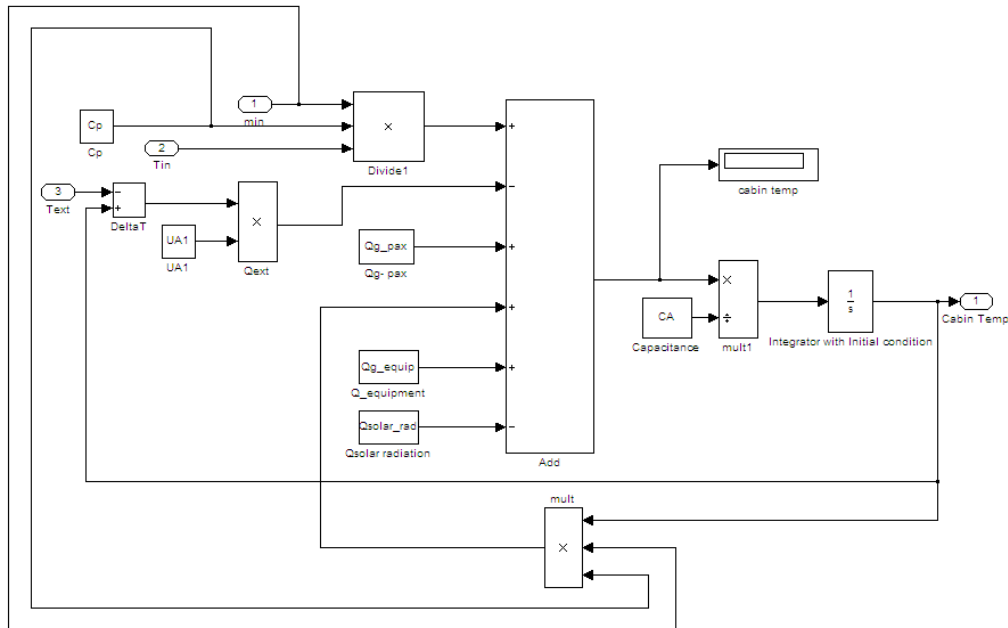 1
min
Cp
Cp
2
Tin
×
Divide1
+
3
Text
−
+
DeltaT
UA1
UA1
×
Qext
−
Qg_pax
Qg- pax
+
+
Qg_equip
Q_equipment
+
Qsolar_rad
Qsolar radiation
−
Add
cabin temp
CA
Capacitance
×
÷
mult1
1
s
Integrator with Initial condition
1
Cabin Temp
mult
×